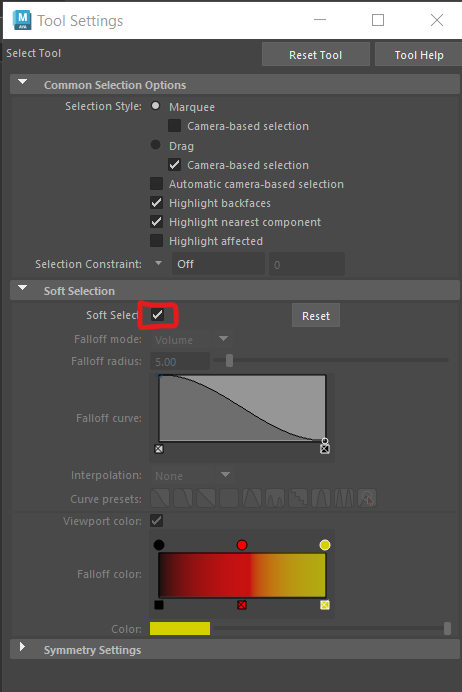 M
AYA
Tool Settings
Select Tool
Reset Tool
Tool Help
Common Selection Options
Selection Style:
Marquee
Camera-based selection
Drag
Camera-based selection
Automatic camera-based selection
Highlight backfaces
Highlight nearest component
Highlight affected
Selection Constraint:
Off
0
Soft Selection
Soft Select
Reset
Falloff mode:
Volume
Falloff radius:
5.00
Falloff curve:
Interpolation:
None
Curve presets:
Viewport color:
Falloff color:
Color:
Symmetry Settings